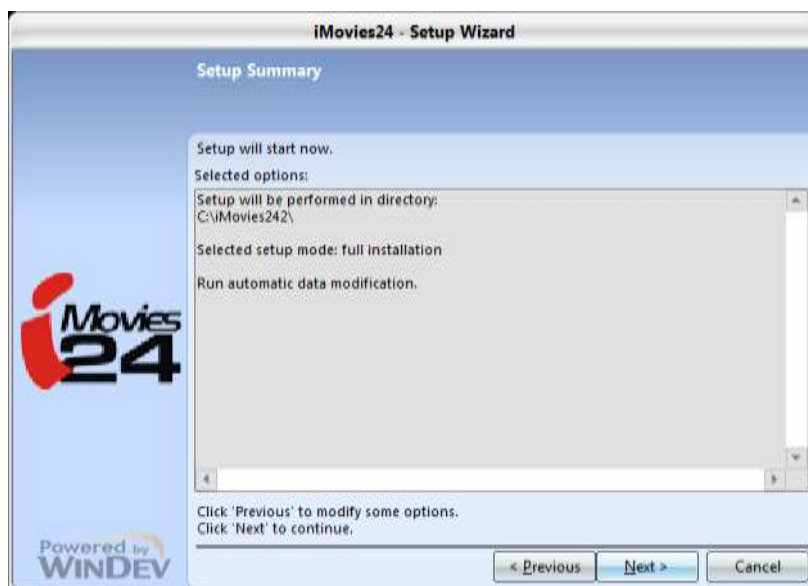 iMovies24 - Setup Wizard
Setup Summary
Setup will start now.
Selected options:
Setup will be performed in directory:
C:\iMovies242\
Selected setup mode: full installation
Run automatic data modification.
i Movies
24
Click 'Previous' to modify some options.
Click 'Next' to continue.
Powered by
WINDEV
< Previous
Next >
Cancel